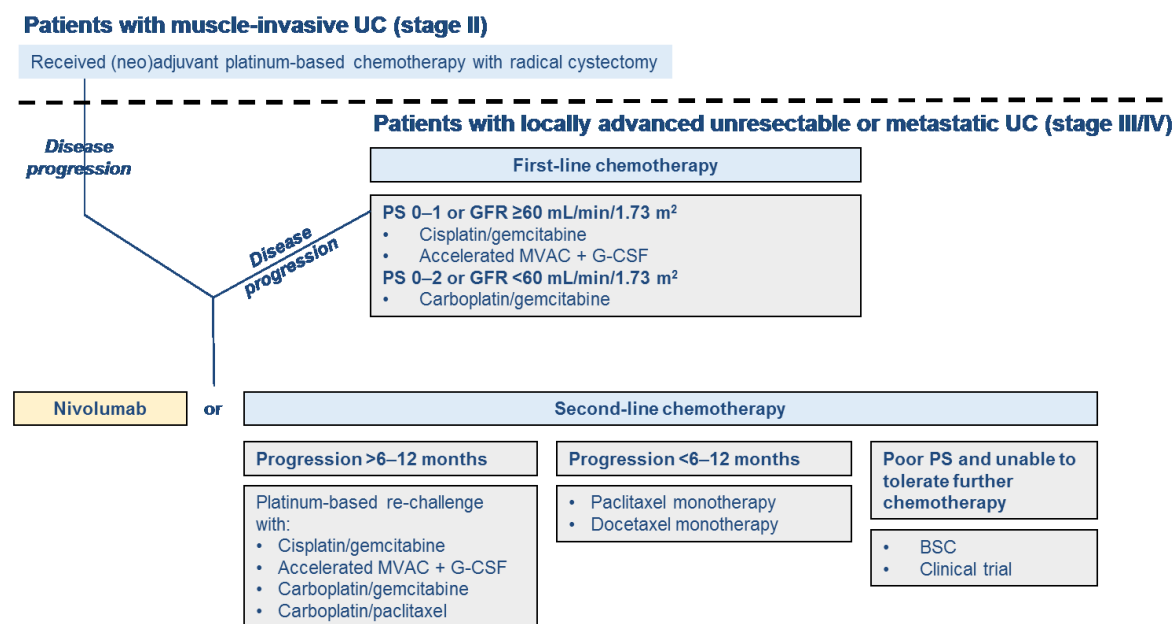 Patients with muscle-invasive UC (stage II)
Received (neo)adjuvant platinum-based chemotherapy with radical cystectomy
Patients with locally advanced unresectable or metastatic UC (stage III/IV)
Disease
progression
First-line chemotherapy
PS 0–1 or GFR ≥60 mL/min/1.73 m²
• Cisplatin/gemcitabine
• Accelerated MVAC + G-CSF
PS 0–2 or GFR <60 mL/min/1.73 m²
• Carboplatin/gemcitabine
Disease
progression
Nivolumab or Second-line chemotherapy
Progression >6–12 months
Platinum-based re-challenge
with:
• Cisplatin/gemcitabine
• Accelerated MVAC + G-CSF
• Carboplatin/gemcitabine
• Carboplatin/paclitaxel
Progression <6–12 months
• Paclitaxel monotherapy
• Docetaxel monotherapy
Poor PS and unable to
tolerate further
chemotherapy
• BSC
• Clinical trial